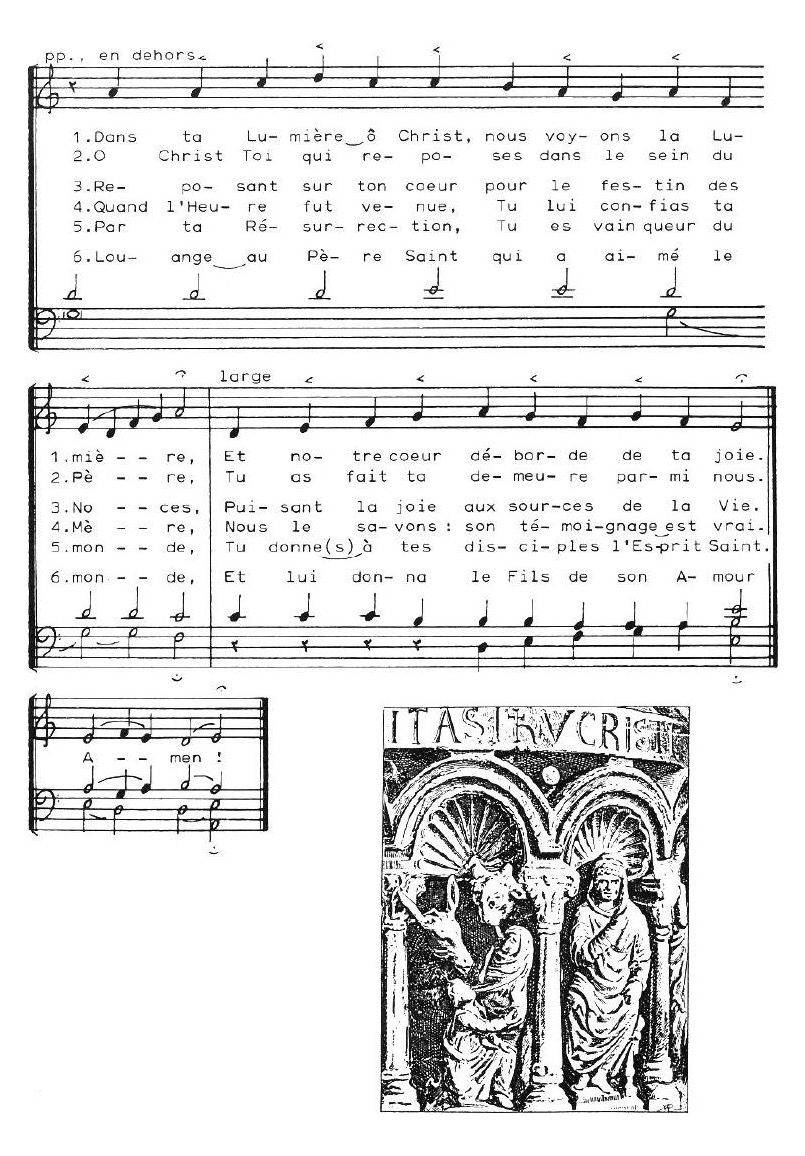 pp., en dehors
1.Dans ta Lu- mière ô Christ, nous voy- ons la Lu-
2.O Christ Toi qui re- po- ses dans le sein du
3.Re- po- sant sur ton coeur pour le fes- tin des
4.Quand l'Heu- re fut ve- nue, Tu lui con- fias ta
5.Par ta Ré- sur- rec- tion, Tu es vain queur du
6.Lou- ange au Pè- re Saint qui a ai- mé le
large
1.miè - - re, Et no- tre coeur dé- bor- de de ta joie.
2.Pè - - re, Tu as fait ta de- meu- re par- mi nous.
3.No - - ces, Pui- sant la joie aux sour- ces de la Vie.
4.Mè - - re, Nous le sa- vons : son té- moi-gnage est vrai.
5.mon - - de, Tu donne(s) à tes dis- ci- ples l'Es-prit Saint.
6.mon - - de, Et lui don- na le Fils de son A- mour
A - - men !